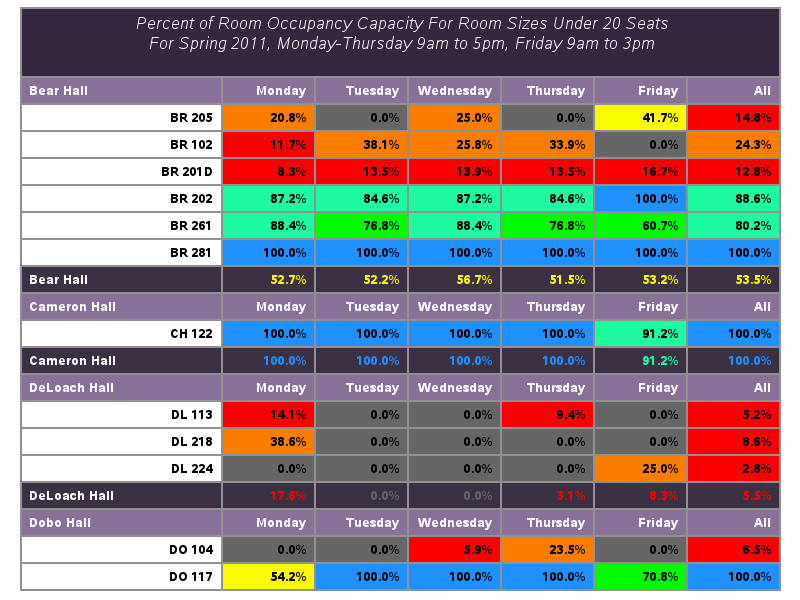 Percent of Room Occupancy Capacity For Room Sizes Under 20 Seats
For Spring 2011, Monday-Thursday 9am to 5pm, Friday 9am to 3pm
Bear Hall Monday Tuesday Wednesday Thursday Friday All
BR 205 20.8% 0.0% 25.0% 0.0% 41.7% 14.8%
BR 102 11.7% 38.1% 25.8% 33.9% 0.0% 24.3%
BR 201D 8.3% 13.5% 13.9% 13.5% 16.7% 12.8%
BR 202 87.2% 84.6% 87.2% 84.6% 100.0% 88.6%
BR 261 88.4% 76.8% 88.4% 76.8% 60.7% 80.2%
BR 281 100.0% 100.0% 100.0% 100.0% 100.0% 100.0%
Bear Hall 52.7% 52.2% 56.7% 51.5% 53.2% 53.5%
Cameron Hall Monday Tuesday Wednesday Thursday Friday All
CH 122 100.0% 100.0% 100.0% 100.0% 91.2% 100.0%
Cameron Hall 100.0% 100.0% 100.0% 100.0% 91.2% 100.0%
DeLoach Hall Monday Tuesday Wednesday Thursday Friday All
DL 113 14.1% 0.0% 0.0% 9.4% 0.0% 5.2%
DL 218 38.6% 0.0% 0.0% 0.0% 0.0% 8.6%
DL 224 0.0% 0.0% 0.0% 0.0% 25.0% 2.8%
DeLoach Hall 17.6% 0.0% 0.0% 3.1% 8.3% 5.5%
Dobo Hall Monday Tuesday Wednesday Thursday Friday All
DO 104 0.0% 0.0% 5.9% 23.5% 0.0% 6.5%
DO 117 54.2% 100.0% 100.0% 100.0% 70.8% 100.0%